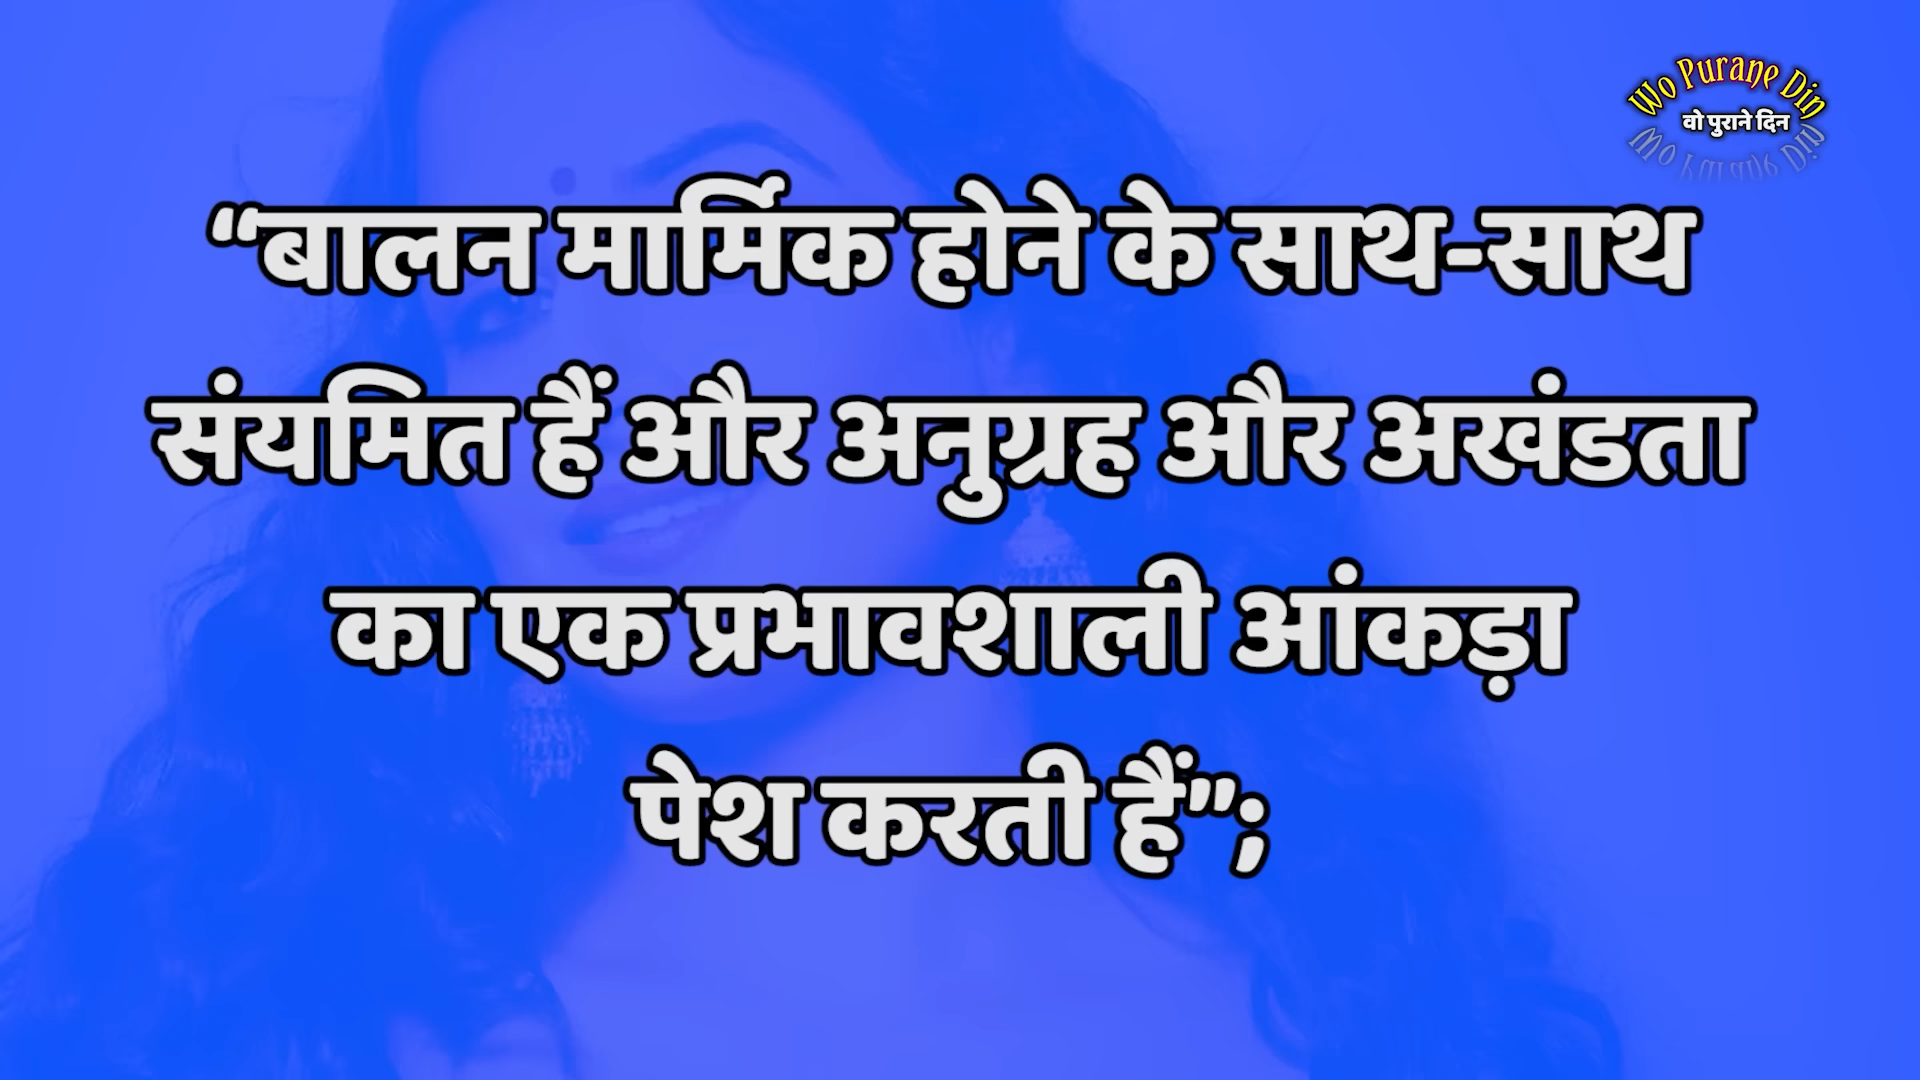 Wo Purane Din
वो पुराने दिन
“बालन मार्मिक होने के साथ-साथ
संयमित हैं और अनुग्रह और अखंडता
का एक प्रभावशाली आंकड़ा
पेश करती हैं”;